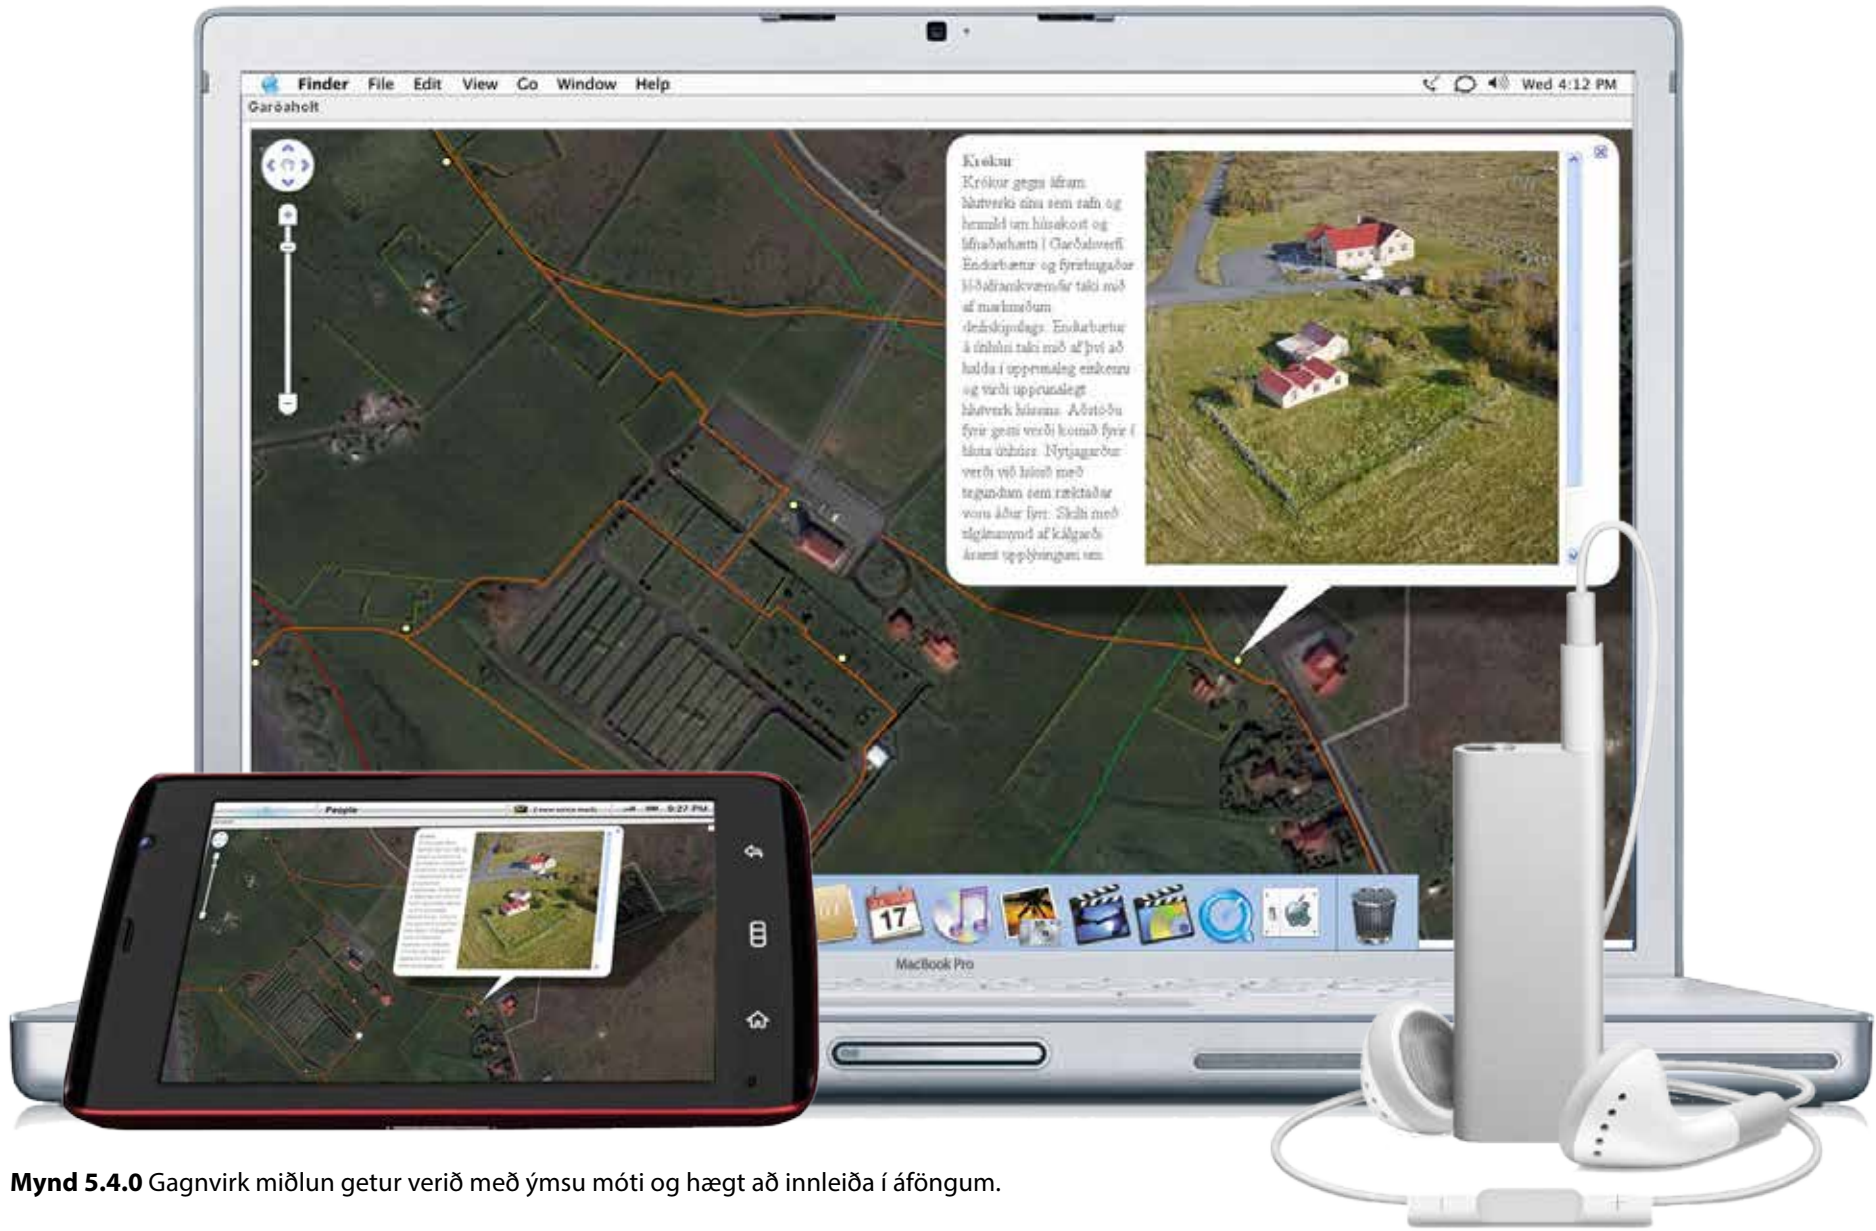 Finder File Edit View Go Window Help Wed 4:12 PM
Garðaholt
Krókur
Krókur gegni áfram
hlutverki sínu sem safn og
heimild um húsakost og
lifnaðarhætti í Garðahverfi.
Endurbætur og fyrirhugaðar
lóðaframkvæmdir taki mið
af markmiðum
deiliskipulags. Endurbætur
á útihúsi taki mið af því að
halda í upprunaleg einkenni
og virði upprunalegt
hlutverk húsana. Aðstöðu
fyrir gesti verði komið fyrir í
hluta útihúss. Nytjagarður
verði við húsið með
tegundum sem ræktaðar
voru áður fyrr. Skilti með
tilgátumynd af kálgarði
ásamt upplýsingum um
17
People 9:27 PM
MacBook Pro
Mynd 5.4.0 Gagnvirk miðlun getur verið með ýmsu móti og hægt að innleiða í áföngum.